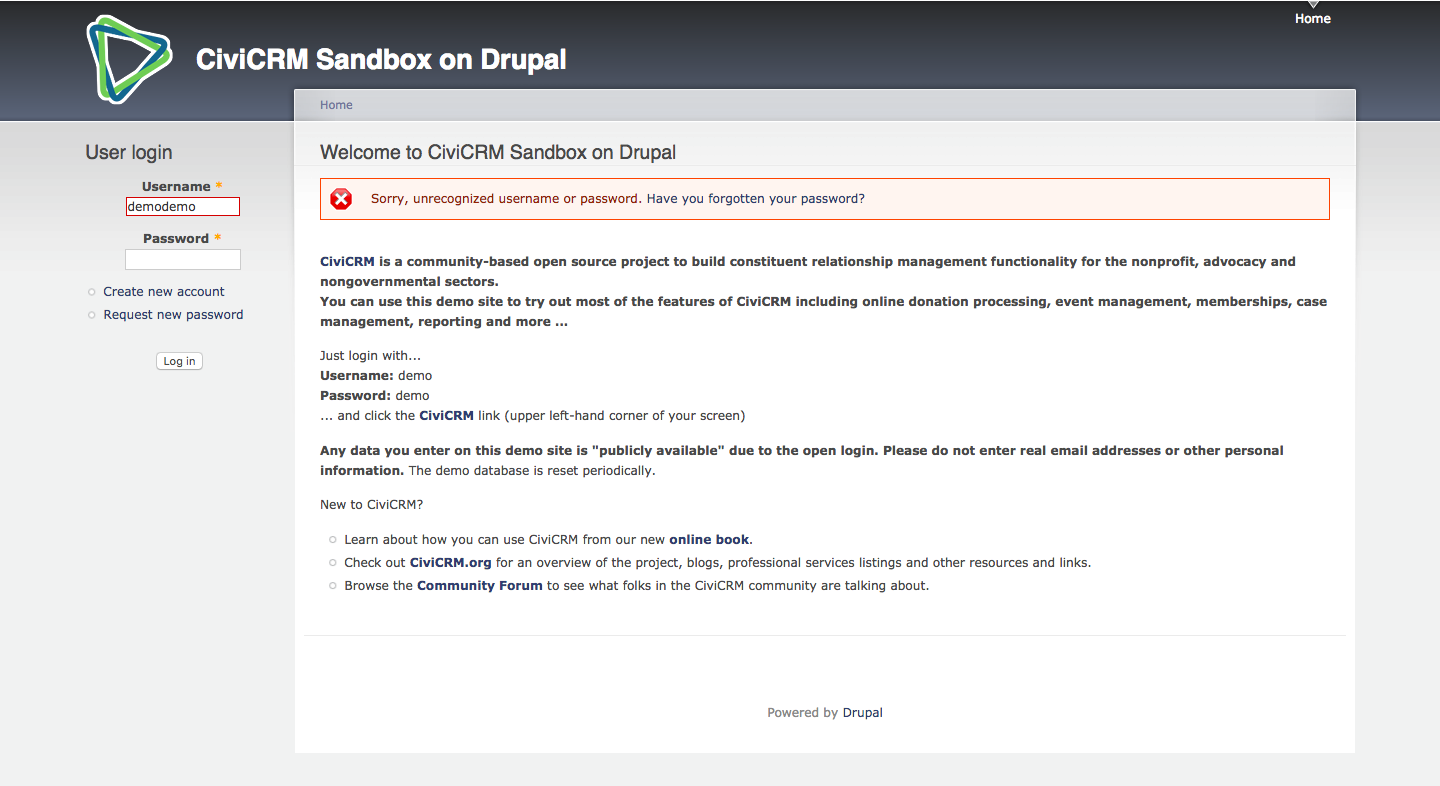 Home
CiviCRM Sandbox on Drupal
Home
User login
Username *
demodemo
Password *
Create new account
Request new password
Log in
Welcome to CiviCRM Sandbox on Drupal
Sorry, unrecognized username or password. Have you forgotten your password?
CiviCRM is a community-based open source project to build constituent relationship management functionality for the nonprofit, advocacy and
nongovernmental sectors.
You can use this demo site to try out most of the features of CiviCRM including online donation processing, event management, memberships, case
management, reporting and more ...
Just login with...
Username: demo
Password: demo
... and click the CiviCRM link (upper left-hand corner of your screen)
Any data you enter on this demo site is "publicly available" due to the open login. Please do not enter real email addresses or other personal
information. The demo database is reset periodically.
New to CiviCRM?
Learn about how you can use CiviCRM from our new online book.
Check out CiviCRM.org for an overview of the project, blogs, professional services listings and other resources and links.
Browse the Community Forum to see what folks in the CiviCRM community are talking about.
Powered by Drupal